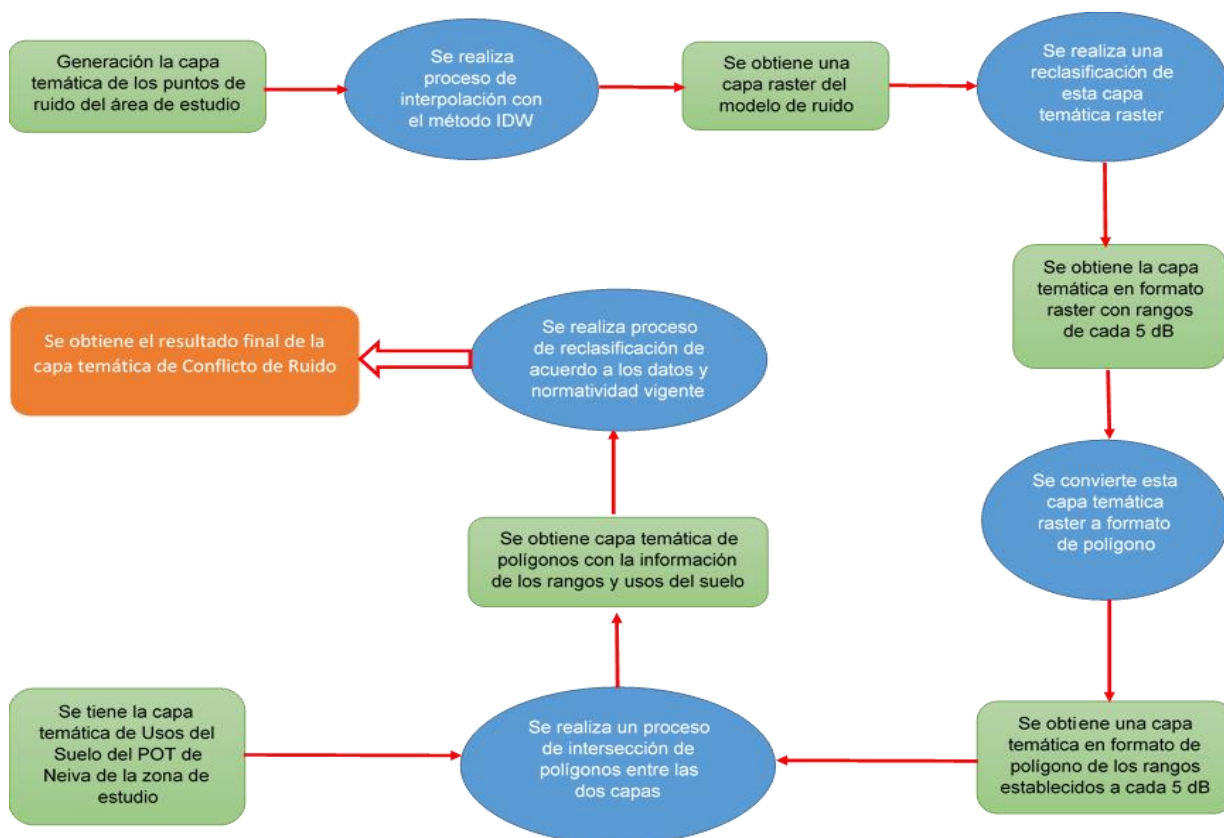 Generación la capa
temática de los puntos de
ruido del área de estudio
Se realiza
proceso de
interpolación con
el método IDW
Se obtiene una
capa raster del
modelo de ruido
Se realiza una
reclasificación de
esta capa
temática raster
Se obtiene la capa
temática en formato
raster con rangos
de cada 5 dB
Se convierte esta
capa temática
raster a formato
de polígono
Se obtiene una capa
temática en formato de
polígono de los rangos
establecidos a cada 5 dB
Se tiene la capa
temática de Usos del
Suelo del POT de
Neiva de la zona de
estudio
Se realiza un proceso
de intersección de
polígonos entre las
dos capas
Se obtiene capa temática de
polígonos con la información
de los rangos y usos del suelo
Se realiza proceso
de reclasificación de
acuerdo a los datos y
normatividad vigente
Se obtiene el resultado final de la
capa temática de Conflicto de Ruido